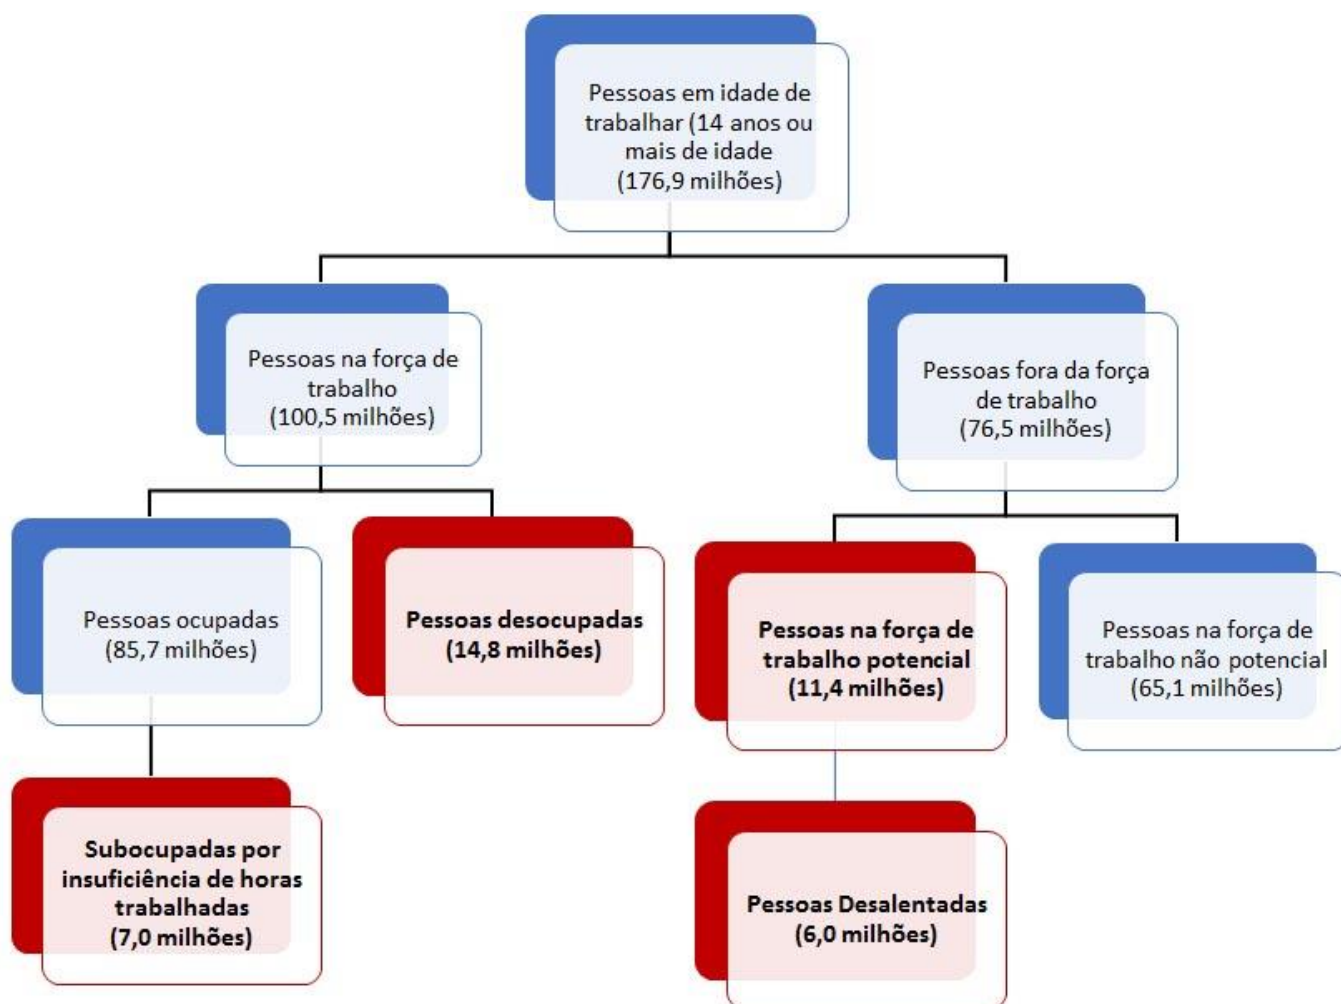 Pessoas em idade de
trabalhar (14 anos ou
mais de idade
(176,9 milhões)
Pessoas na força de
trabalho
(100,5 milhões)
Pessoas fora da força
de trabalho
(76,5 milhões)
Pessoas ocupadas
(85,7 milhões)
Pessoas desocupadas
(14,8 milhões)
Pessoas na força de
trabalho potencial
(11,4 milhões)
Pessoas na força de
trabalho não potencial
(65,1 milhões)
Subocupadas por
insuficiência de horas
trabalhadas
(7,0 milhões)
Pessoas Desalentadas
(6,0 milhões)